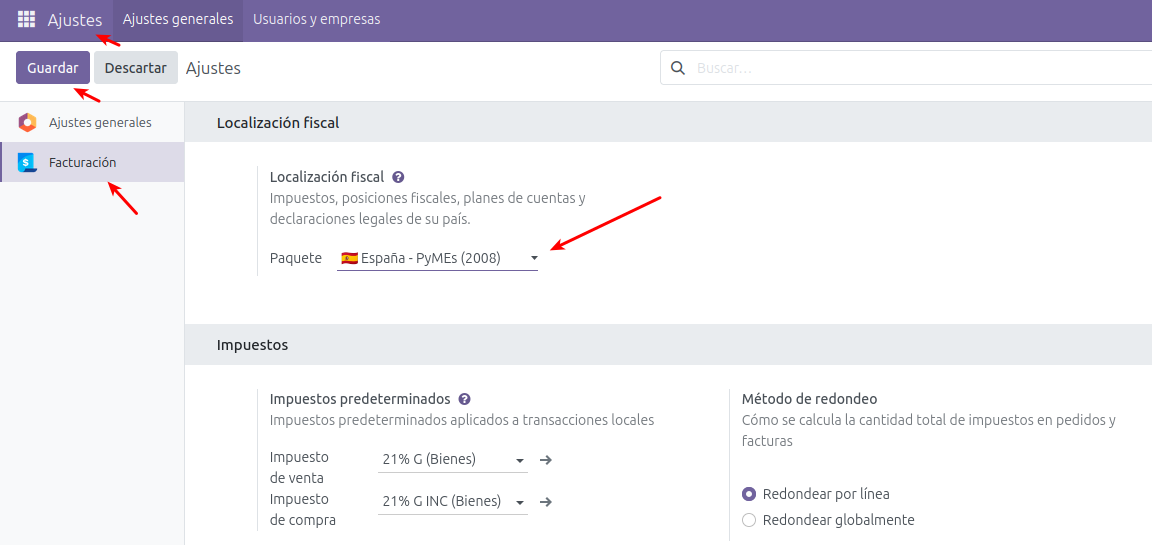 Ajustes Ajustes generales Usuarios y empresas
Guardar Descartar Ajustes Buscar...
Ajustes generales
Facturación
Localización fiscal
Localización fiscal
Impuestos, posiciones fiscales, planes de cuentas y
declaraciones legales de su país.
Paquete España - PyMEs (2008)
Impuestos
Impuestos predeterminados
Impuestos predeterminados aplicados a transacciones locales
Impuesto
de venta
21% G (Bienes)
Impuesto
de compra
21% G INC (Bienes)
Método de redondeo
Cómo se calcula la cantidad total de impuestos en pedidos y
facturas
Redondear por línea
Redondear globalmente